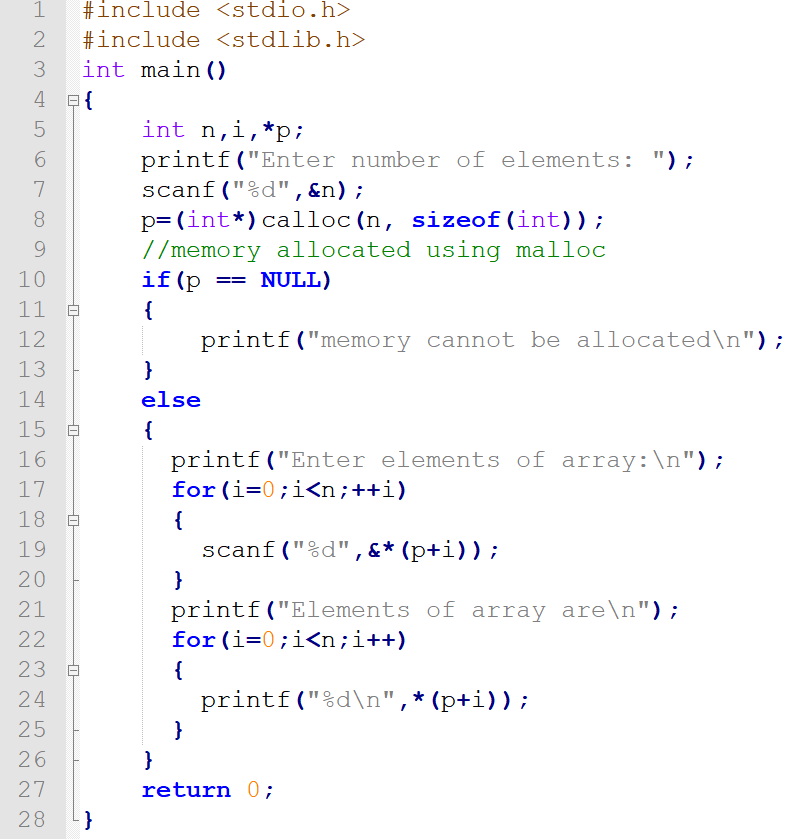 1 #include <stdio.h>
2 #include <stdlib.h>
3 int main()
4 {
5 int n,i,*p;
6 printf("Enter number of elements: ");
7 scanf("%d",&n);
8 p=(int*)calloc(n, sizeof(int));
9 //memory allocated using malloc
10 if(p == NULL)
11 {
12 printf("memory cannot be allocated\n");
13 }
14 else
15 {
16 printf("Enter elements of array:\n");
17 for(i=0;i<n;++i)
18 {
19 scanf("%d",&*(p+i));
20 }
21 printf("Elements of array are\n");
22 for(i=0;i<n;i++)
23 {
24 printf("%d\n",*(p+i));
25 }
26 }
27 return 0;
28 }